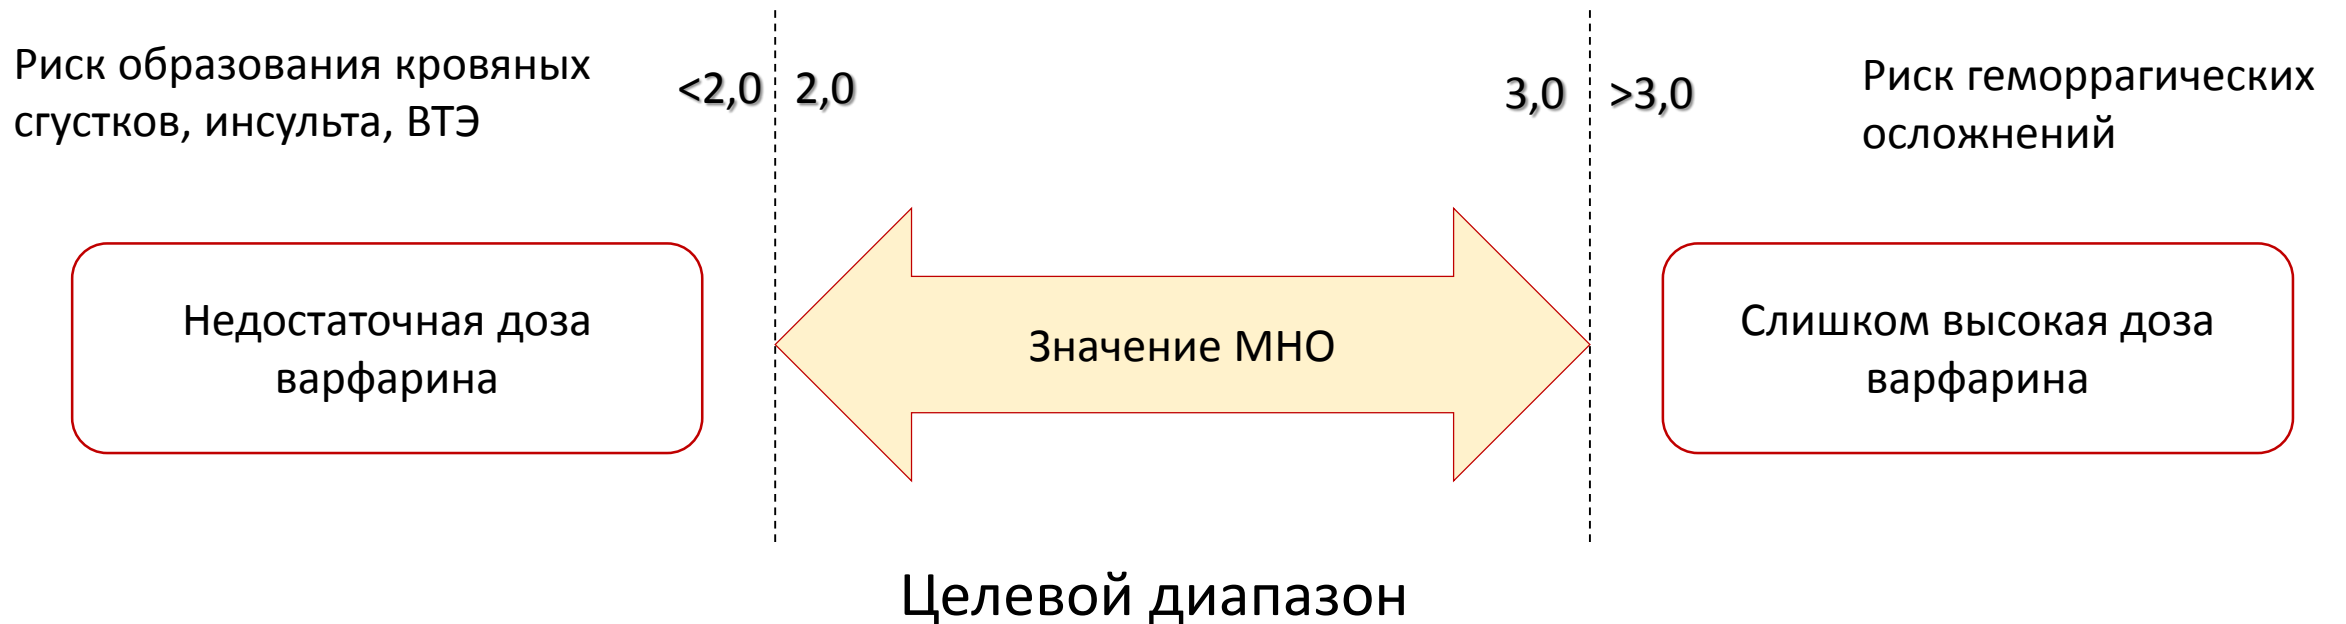 Риск образования кровяных
сгустков, инсульта, ВТЭ
<2,0
2,0
3,0
>3,0
Риск геморрагических
осложнений
Недостаточная доза
варфарина
Значение МНО
Слишком высокая доза
варфарина
Целевой диапазон